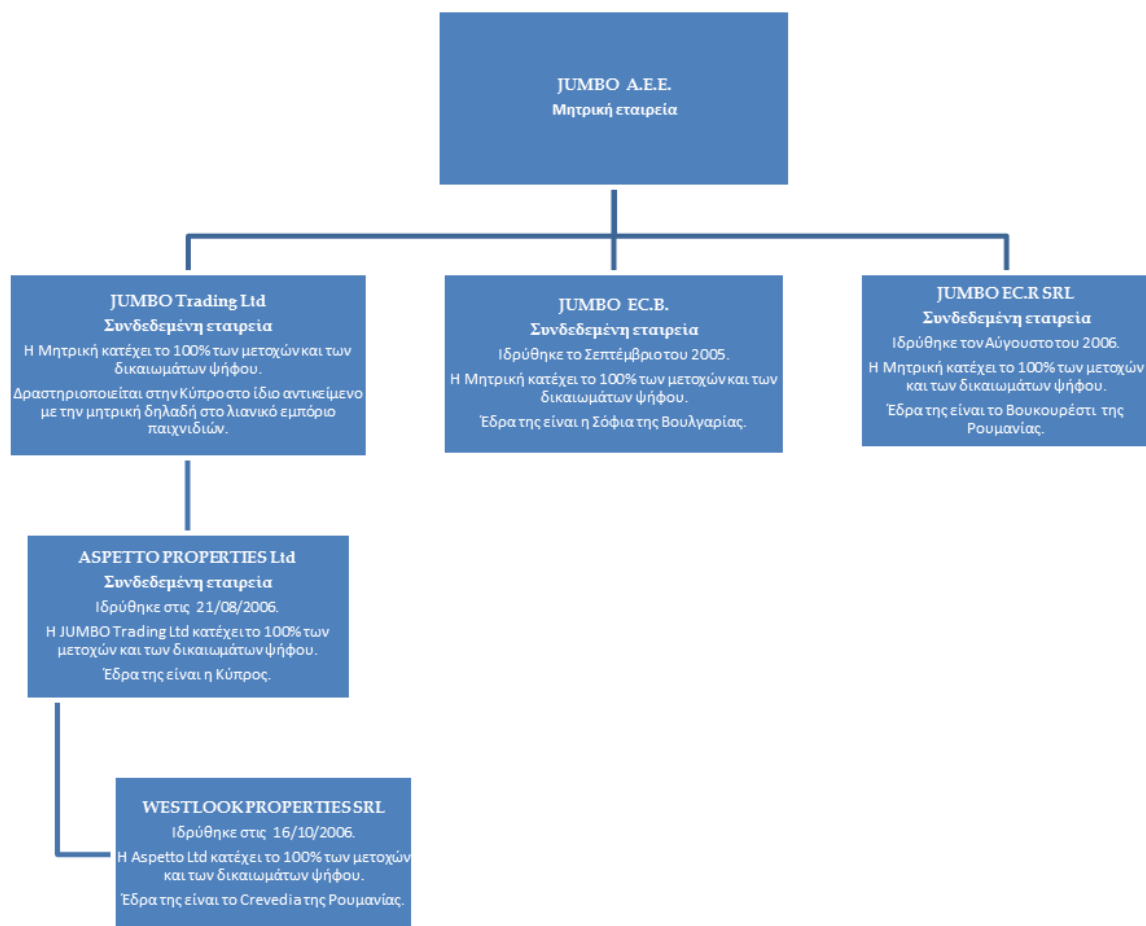 JUMBO A.E.E.
Μητρική εταιρεία
JUMBO Trading Ltd
Συνδεδεμένη εταιρεία
Η Μητρική κατέχει το 100% των μετοχών και των
δικαιωμάτων ψήφου.
Δραστηριοποιείται στην Κύπρο στο ίδιο αντικείμενο
με την μητρική δηλαδή στο λιανικό εμπόριο
παιχνιδιών.
JUMBO EC.B.
Συνδεδεμένη εταιρεία
Ιδρύθηκε το Σεπτέμβριο του 2005.
Η Μητρική κατέχει το 100% των μετοχών και των
δικαιωμάτων ψήφου.
Έδρα της είναι η Σόφια της Βουλγαρίας.
JUMBO EC.R SRL
Συνδεδεμένη εταιρεία
Ιδρύθηκε τον Αύγουστο του 2006.
Η Μητρική κατέχει το 100% των μετοχών
και των δικαιωμάτων ψήφου.
Έδρα της είναι το Βουκουρέστι της
Ρουμανίας.
ASPETTO PROPERTIES Ltd
Συνδεδεμένη εταιρεία
Ιδρύθηκε στις 21/08/2006.
Η JUMBO Trading Ltd κατέχει το 100% των
μετοχών και των δικαιωμάτων ψήφου.
Έδρα της είναι η Κύπρος.
WESTLOOK PROPERTIES SRL
Ιδρύθηκε στις 16/10/2006.
Η Aspetto Ltd κατέχει το 100% των μετοχών
και των δικαιωμάτων ψήφου.
Έδρα της είναι το Crevedia της Ρουμανίας.